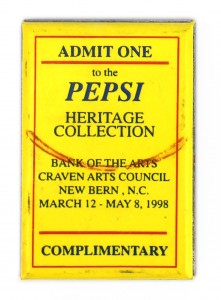 ADMIT ONE
to the
PEPSI
HERITAGE
COLLECTION
BANK OF THE ARTS
CRAVEN ARTS COUNCIL
NEW BERN , N.C.
MARCH 12 - MAY 8, 1998
COMPLIMENTARY